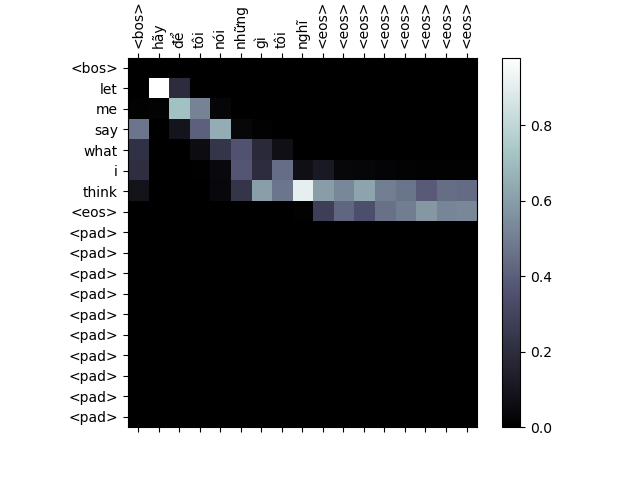 <bos> hãy để tôi nói những gì tôi nghĩ <eos> <eos> <eos> <eos> <eos> <eos> <eos> <eos>
<bos>
let
me
say
what
i
think
<eos>
<pad>
<pad>
<pad>
<pad>
<pad>
<pad>
<pad>
<pad>
<pad>
<pad>
0.8
0.6
0.4
0.2
0.0